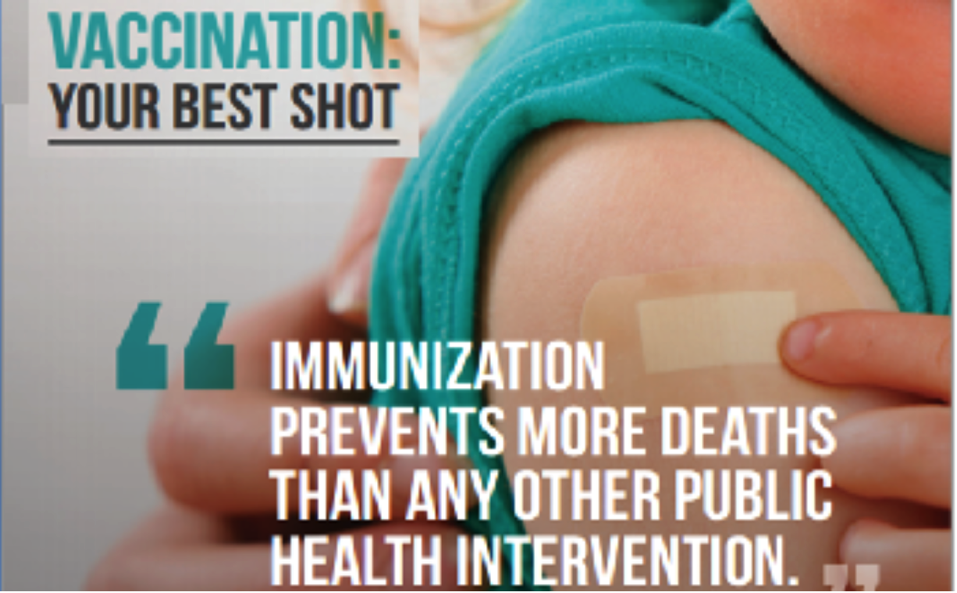 VACCINATION:
YOUR BEST SHOT
“
IMMUNIZATION
PREVENTS MORE DEATHS
THAN ANY OTHER PUBLIC
HEALTH INTERVENTION.
”